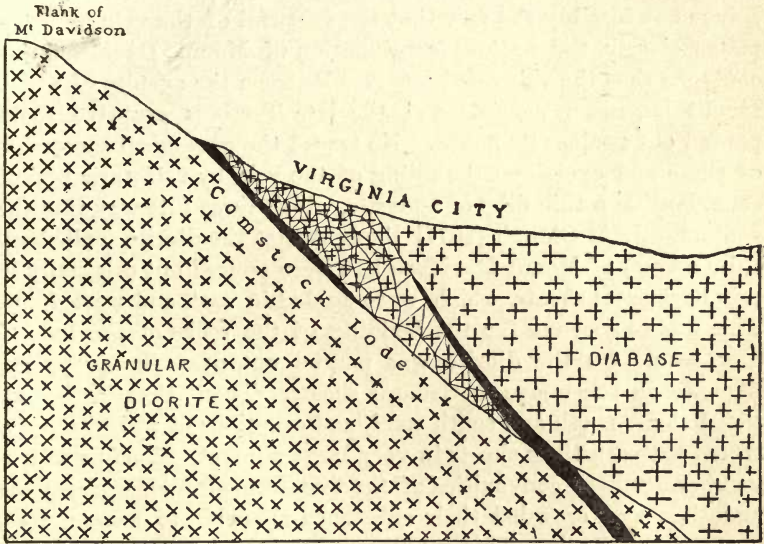 Flank of
Mt Davidson
VIRGINIA CITY
Comstock Lode
GRANULAR
DIORITE
DIABASE